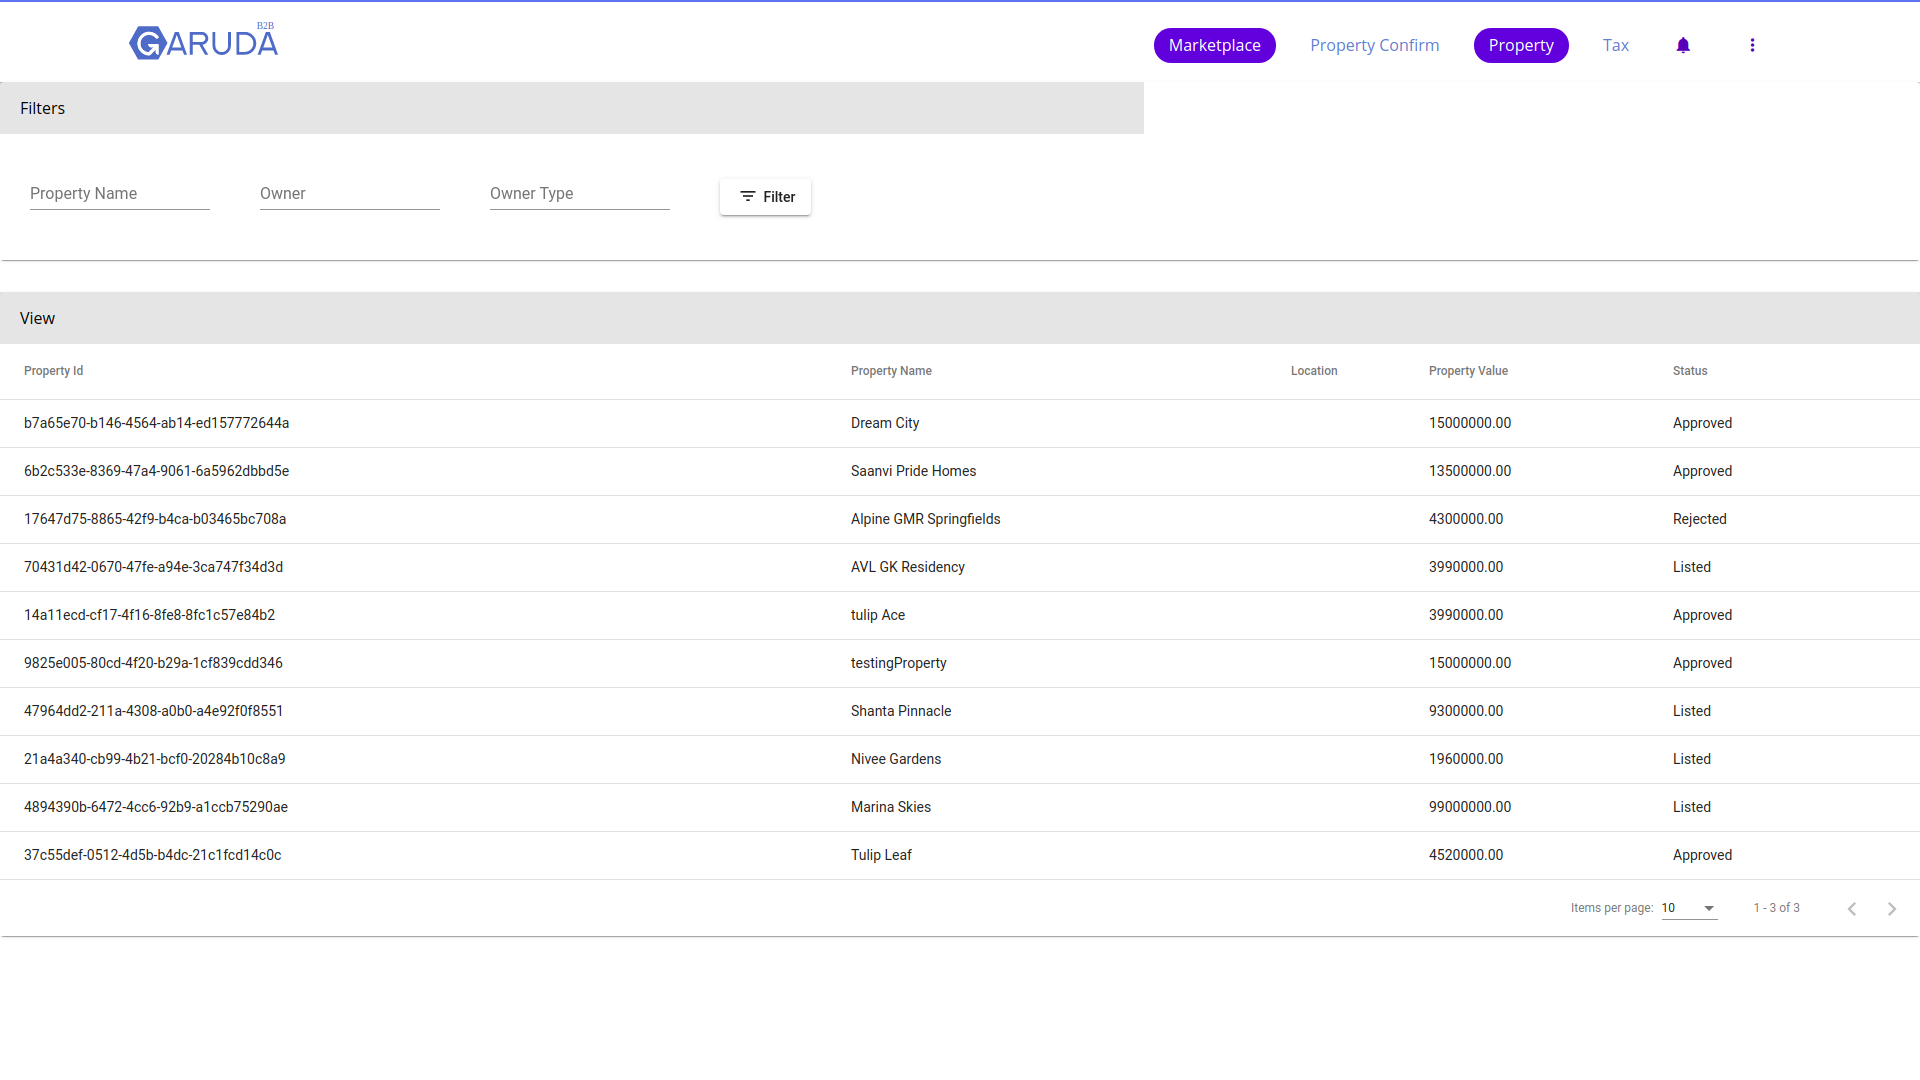 GARUDA B2B
Marketplace Property Confirm Property Tax
Filters
Property Name Owner Owner Type Filter
View
Property Id Property Name Location Property Value Status
b7a65e70-b146-4564-ab14-ed157772644a Dream City 15000000.00 Approved
6b2c533e-8369-47a4-9061-6a5962dbbd5e Saanvi Pride Homes 13500000.00 Approved
17647d75-8865-42f9-b4ca-b03465bc708a Alpine GMR Springfields 4300000.00 Rejected
70431d42-0670-47fe-a94e-3ca747f34d3d AVL GK Residency 3990000.00 Listed
14a11ecd-cf17-4f16-8fe8-8fc1c57e84b2 tulip Ace 3990000.00 Approved
9825e005-80cd-4f20-b29a-1cf839cdd346 testingProperty 15000000.00 Approved
47964dd2-211a-4308-a0b0-a4e92f0f8551 Shanta Pinnacle 9300000.00 Listed
21a4a340-cb99-4b21-bcf0-20284b10c8a9 Nivee Gardens 1960000.00 Listed
4894390b-6472-4cc6-92b9-a1ccb75290ae Marina Skies 99000000.00 Listed
37c55def-0512-4d5b-b4dc-21c1fcd14c0c Tulip Leaf 4520000.00 Approved
Items per page: 10 1 - 3 of 3